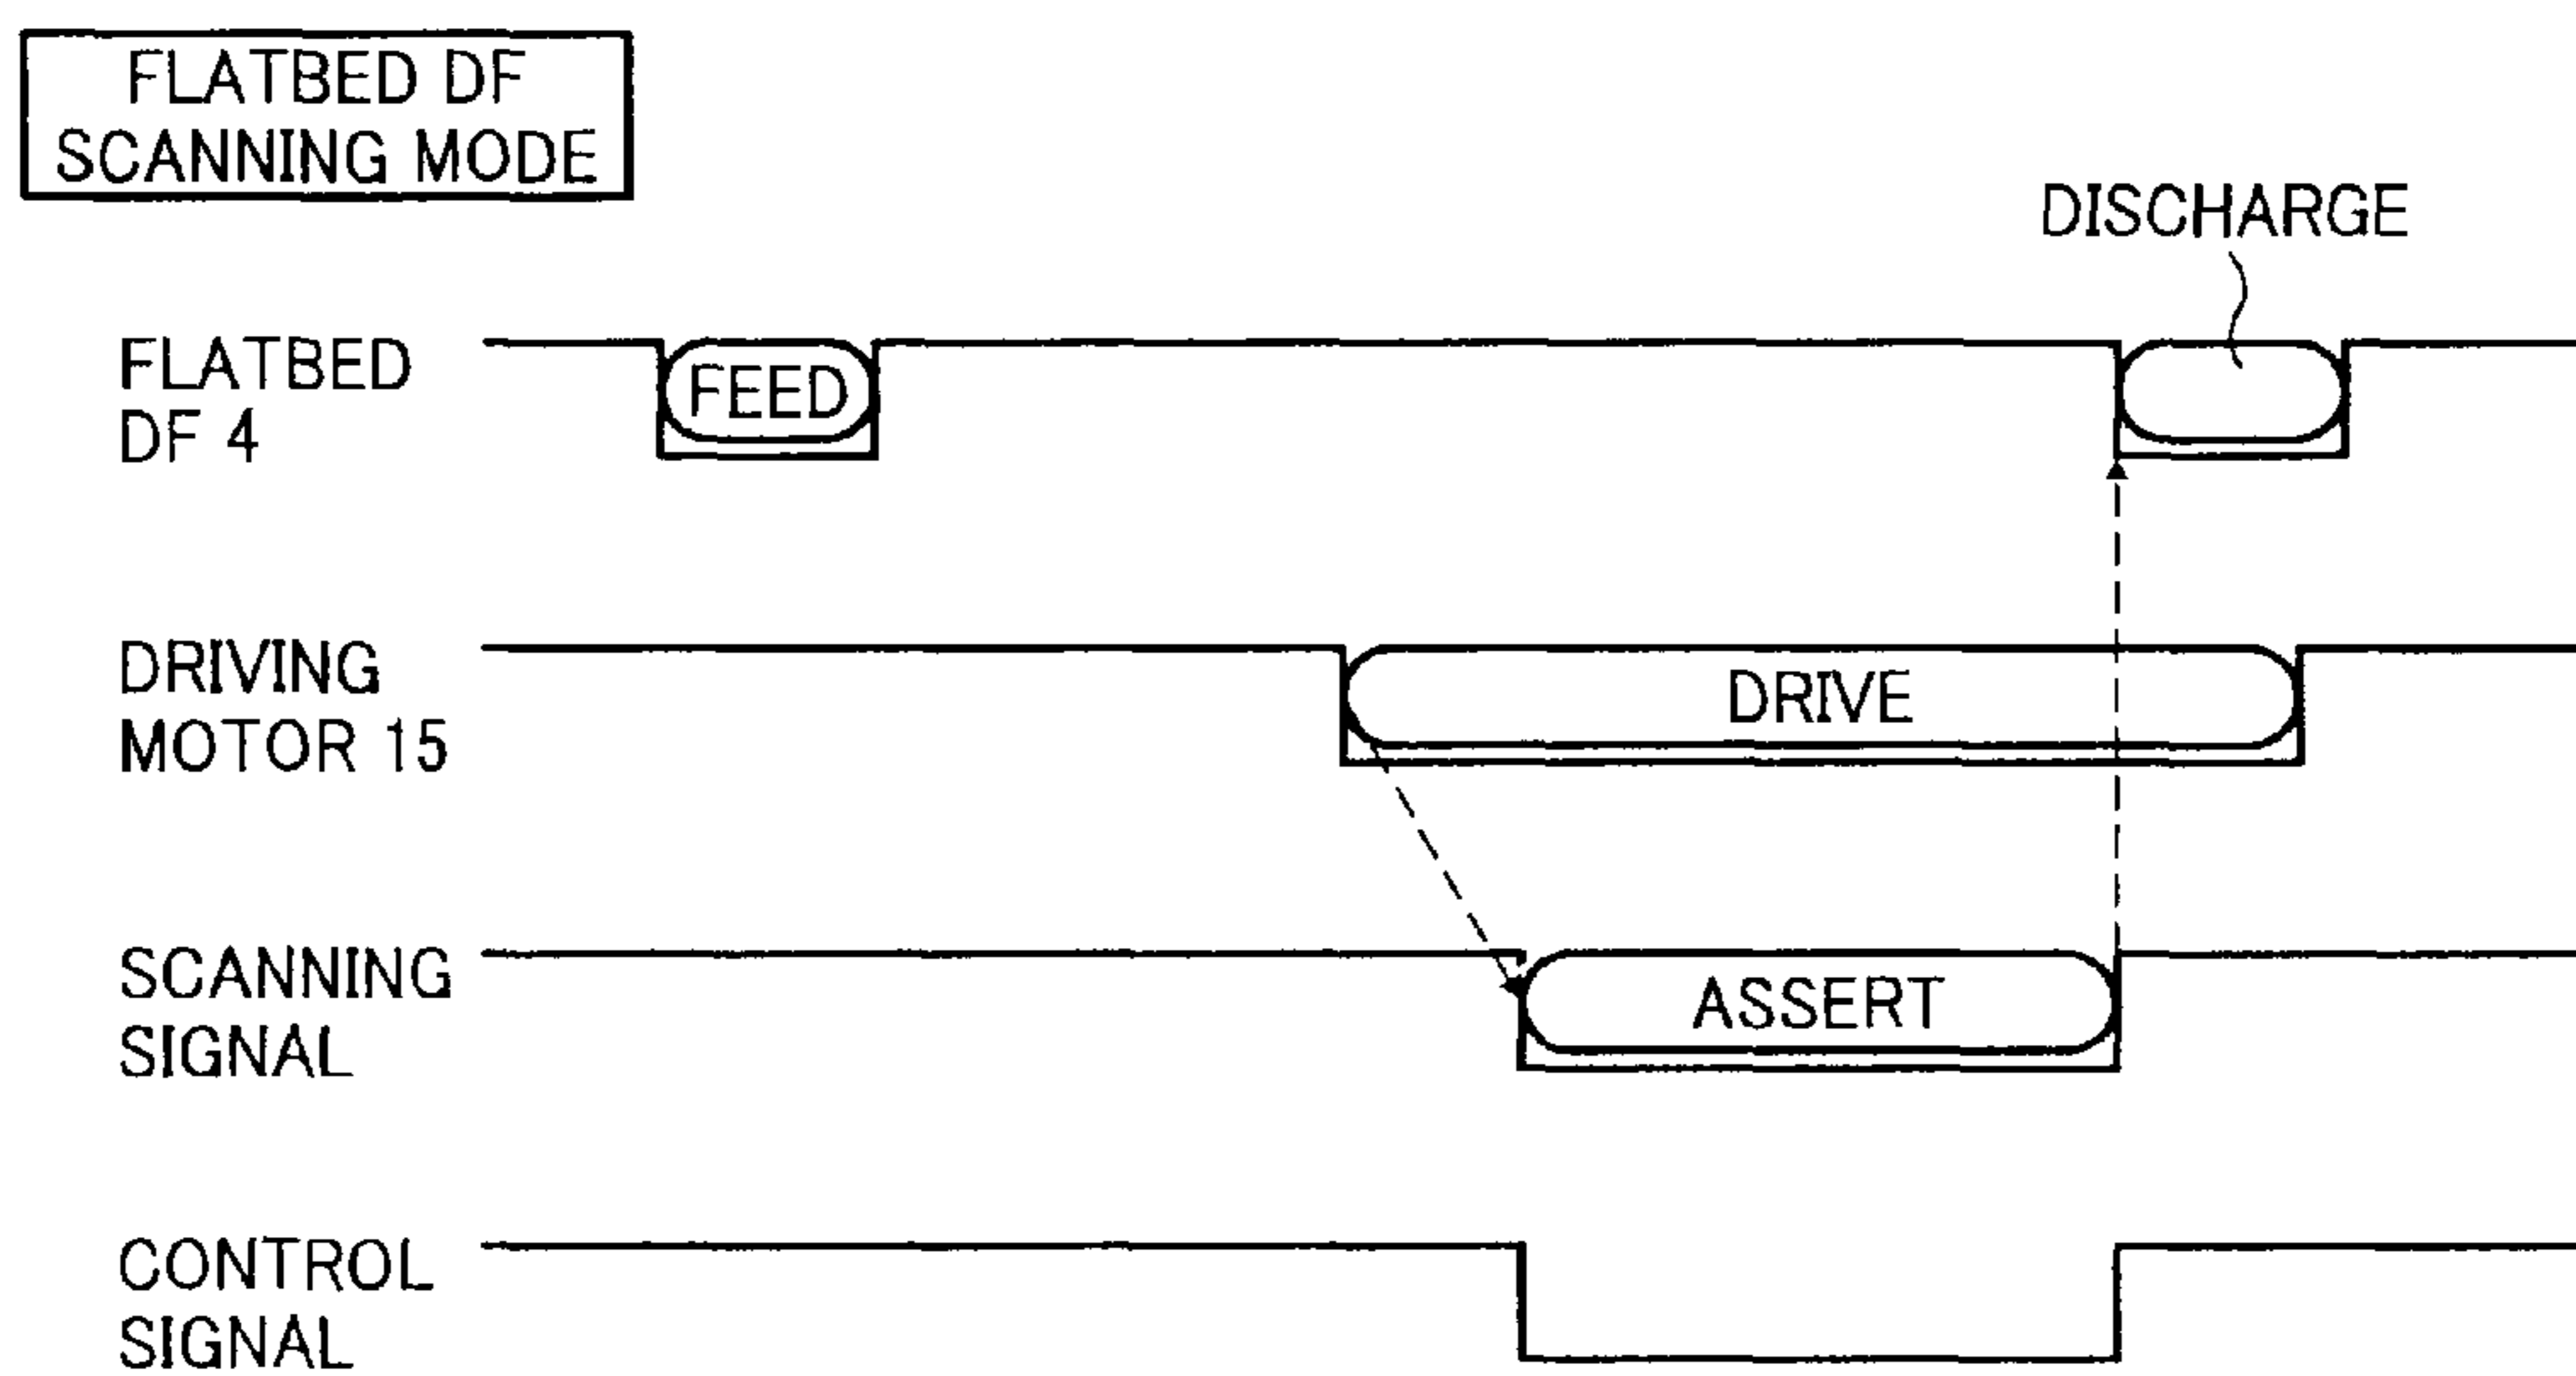 FLATBED DF
SCANNING MODE
DISCHARGE
FLATBED
DF 4
FEED
DRIVING
MOTOR 15
DRIVE
SCANNING
SIGNAL
ASSERT
CONTROL
SIGNAL